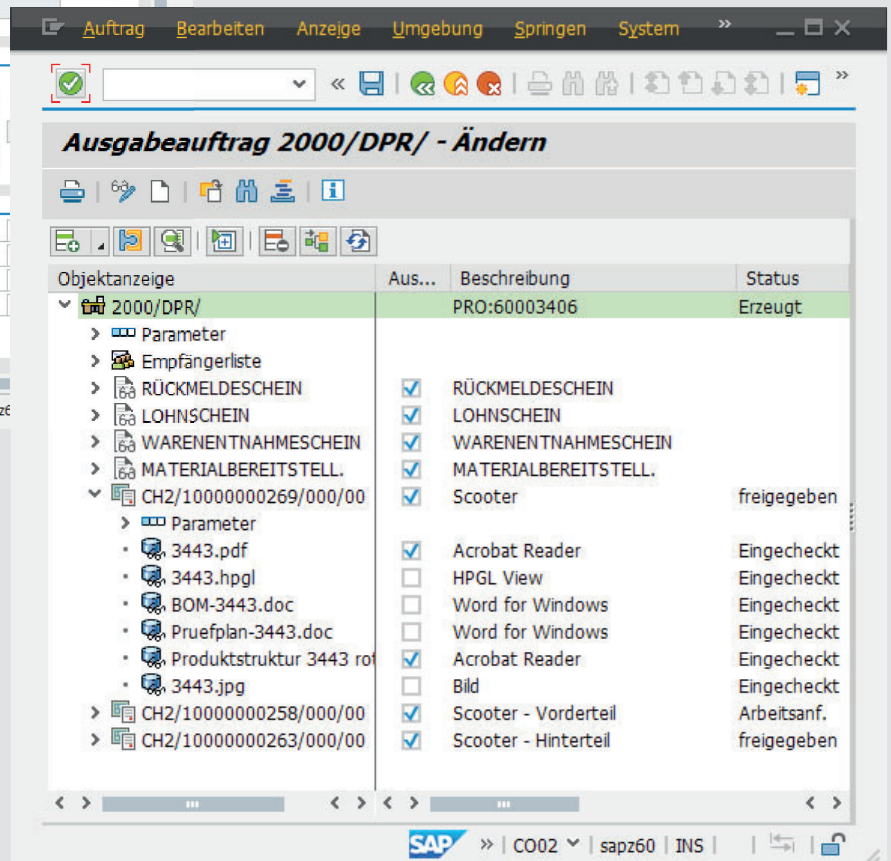 Auftrag Bearbeiten Anzeige Umgebung Springen System »
Ausgabeauftrag 2000/DPR/ - Ändern
Objektanzeige Aus... Beschreibung Status
2000/DPR/ PRO:60003406 Erzeugt
Parameter
Empfängerliste
RÜCKMELDESCHEIN RÜCKMELDESCHEIN
LOHNSCHEIN LOHNSCHEIN
WARENENTNAHMESCHEIN WARENENTNAHMESCHEIN
MATERIALBEREITSTELL. MATERIALBEREITSTELL.
CH2/10000000269/000/00 Scooter freigegeben
Parameter
3443.pdf Acrobat Reader Eingecheckt
3443.hpgl HPGL View Eingecheckt
BOM-3443.doc Word for Windows Eingecheckt
Pruefplan-3443.doc Word for Windows Eingecheckt
Produktstruktur 3443 rot Acrobat Reader Eingecheckt
3443.jpg Bild Eingecheckt
CH2/10000000258/000/00 Scooter - Vorderteil Arbeitsanf.
CH2/10000000263/000/00 Scooter - Hinterteil freigegeben
SAP » | CO02 | sapz60 | INS |